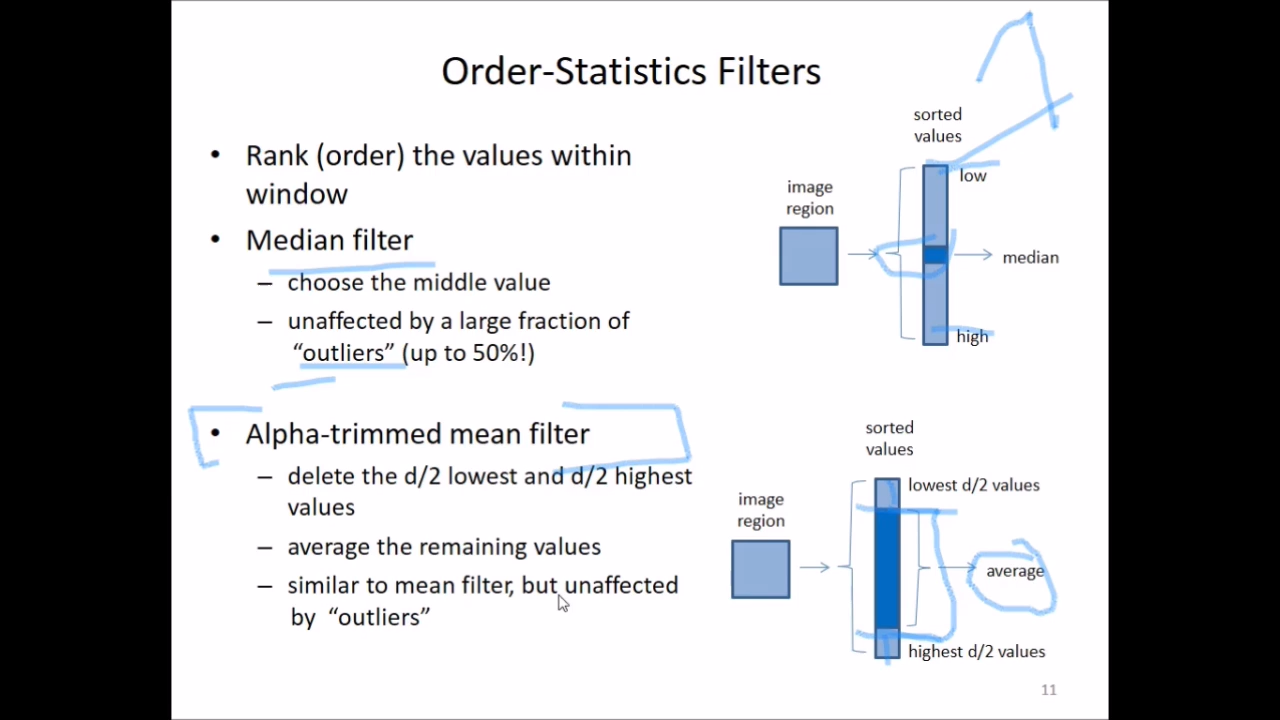 Order-Statistics Filters
• Rank (order) the values within
window
• Median filter
– choose the middle value
– unaffected by a large fraction of
“outliers” (up to 50%!)
• Alpha-trimmed mean filter
– delete the d/2 lowest and d/2 highest
values
– average the remaining values
– similar to mean filter, but unaffected
by “outliers”
sorted
values
low
image
region
median
high
sorted
values
lowest d/2 values
image
region
average
highest d/2 values
11